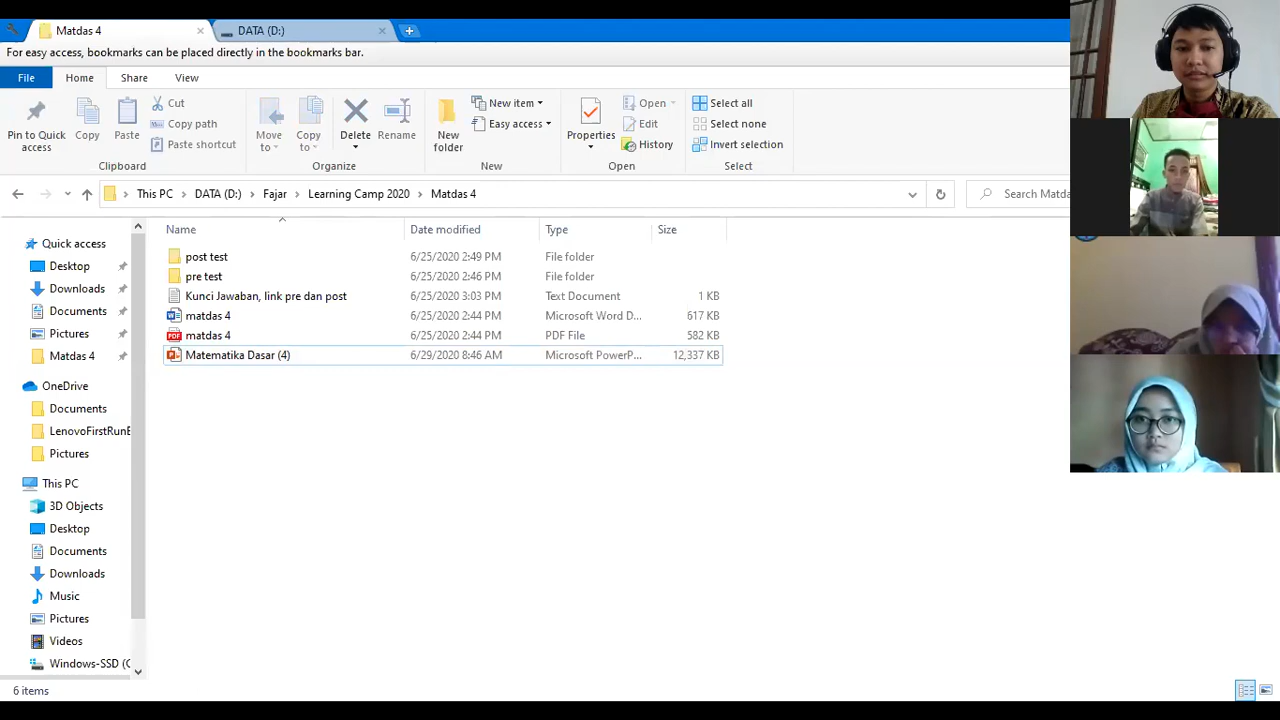 Matdas 4
DATA (D:)
For easy access, bookmarks can be placed directly in the bookmarks bar.
File Home Share View
Pin to Quick access
Copy
Paste
Cut
Copy path
Paste shortcut
Clipboard
Move to
Copy to
Delete
Rename
Organize
New folder
New item
Easy access
New
Properties
Open
Edit
History
Open
Select all
Select none
Invert selection
Select
This PC > DATA (D:) > Fajar > Learning Camp 2020 > Matdas 4
Search Matda
Quick access
Desktop
Downloads
Documents
Pictures
Matdas 4
OneDrive
Documents
LenovoFirstRunE
Pictures
This PC
3D Objects
Desktop
Documents
Downloads
Music
Pictures
Videos
Windows-SSD (C
Name Date modified Type Size
post test 6/25/2020 2:49 PM File folder
pre test 6/25/2020 2:46 PM File folder
Kunci Jawaban, link pre dan post 6/25/2020 3:03 PM Text Document 1 KB
matdas 4 6/25/2020 2:44 PM Microsoft Word D... 617 KB
matdas 4 6/25/2020 2:44 PM PDF File 582 KB
Matematika Dasar (4) 6/29/2020 8:46 AM Microsoft PowerP... 12,337 KB
6 items